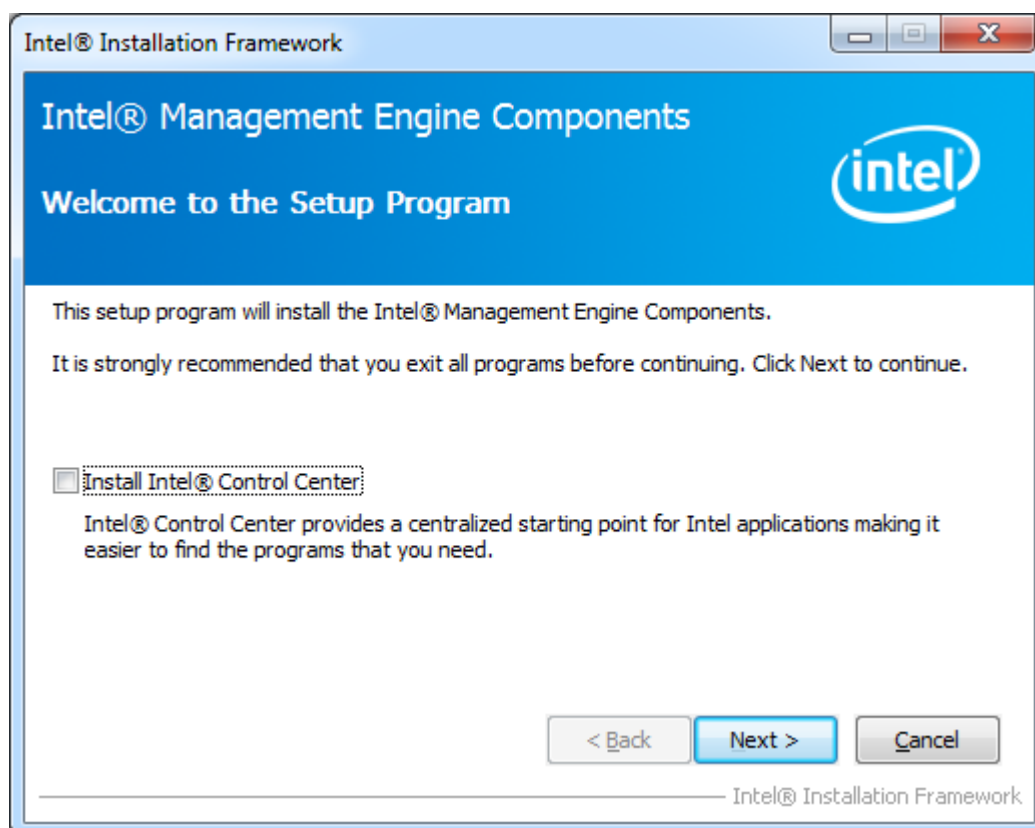 Intel® Installation Framework
Intel® Management Engine Components
intel
Welcome to the Setup Program
This setup program will install the Intel® Management Engine Components.
It is strongly recommended that you exit all programs before continuing. Click Next to continue.
Install Intel® Control Center
Intel® Control Center provides a centralized starting point for Intel applications making it
easier to find the programs that you need.
< Back
Next >
Cancel
Intel® Installation Framework